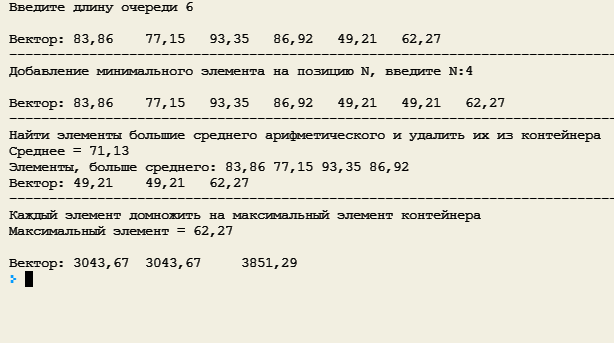 Введите длину очереди 6
Вектор: 83,86 77,15 93,35 86,92 49,21 62,27
Добавление минимального элемента на позицию N, введите N:4
Вектор: 83,86 77,15 93,35 86,92 49,21 49,21 62,27
Найти элементы большие среднего арифметического и удалить их из контейнера
Среднее = 71,13
Элементы, больше среднего: 83,86 77,15 93,35 86,92
Вектор: 49,21 49,21 62,27
Каждый элемент домножить на максимальный элемент контейнера
Максимальный элемент = 62,27
Вектор: 3043,67 3043,67 3851,29